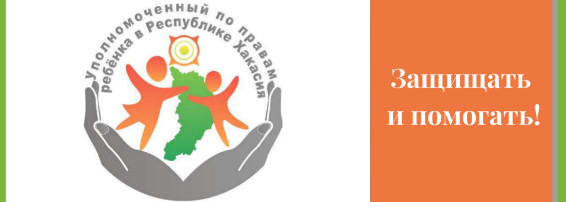 Уполномоченный по правам
ребёнка в Республике Хакасия
Защищать
и помогать!